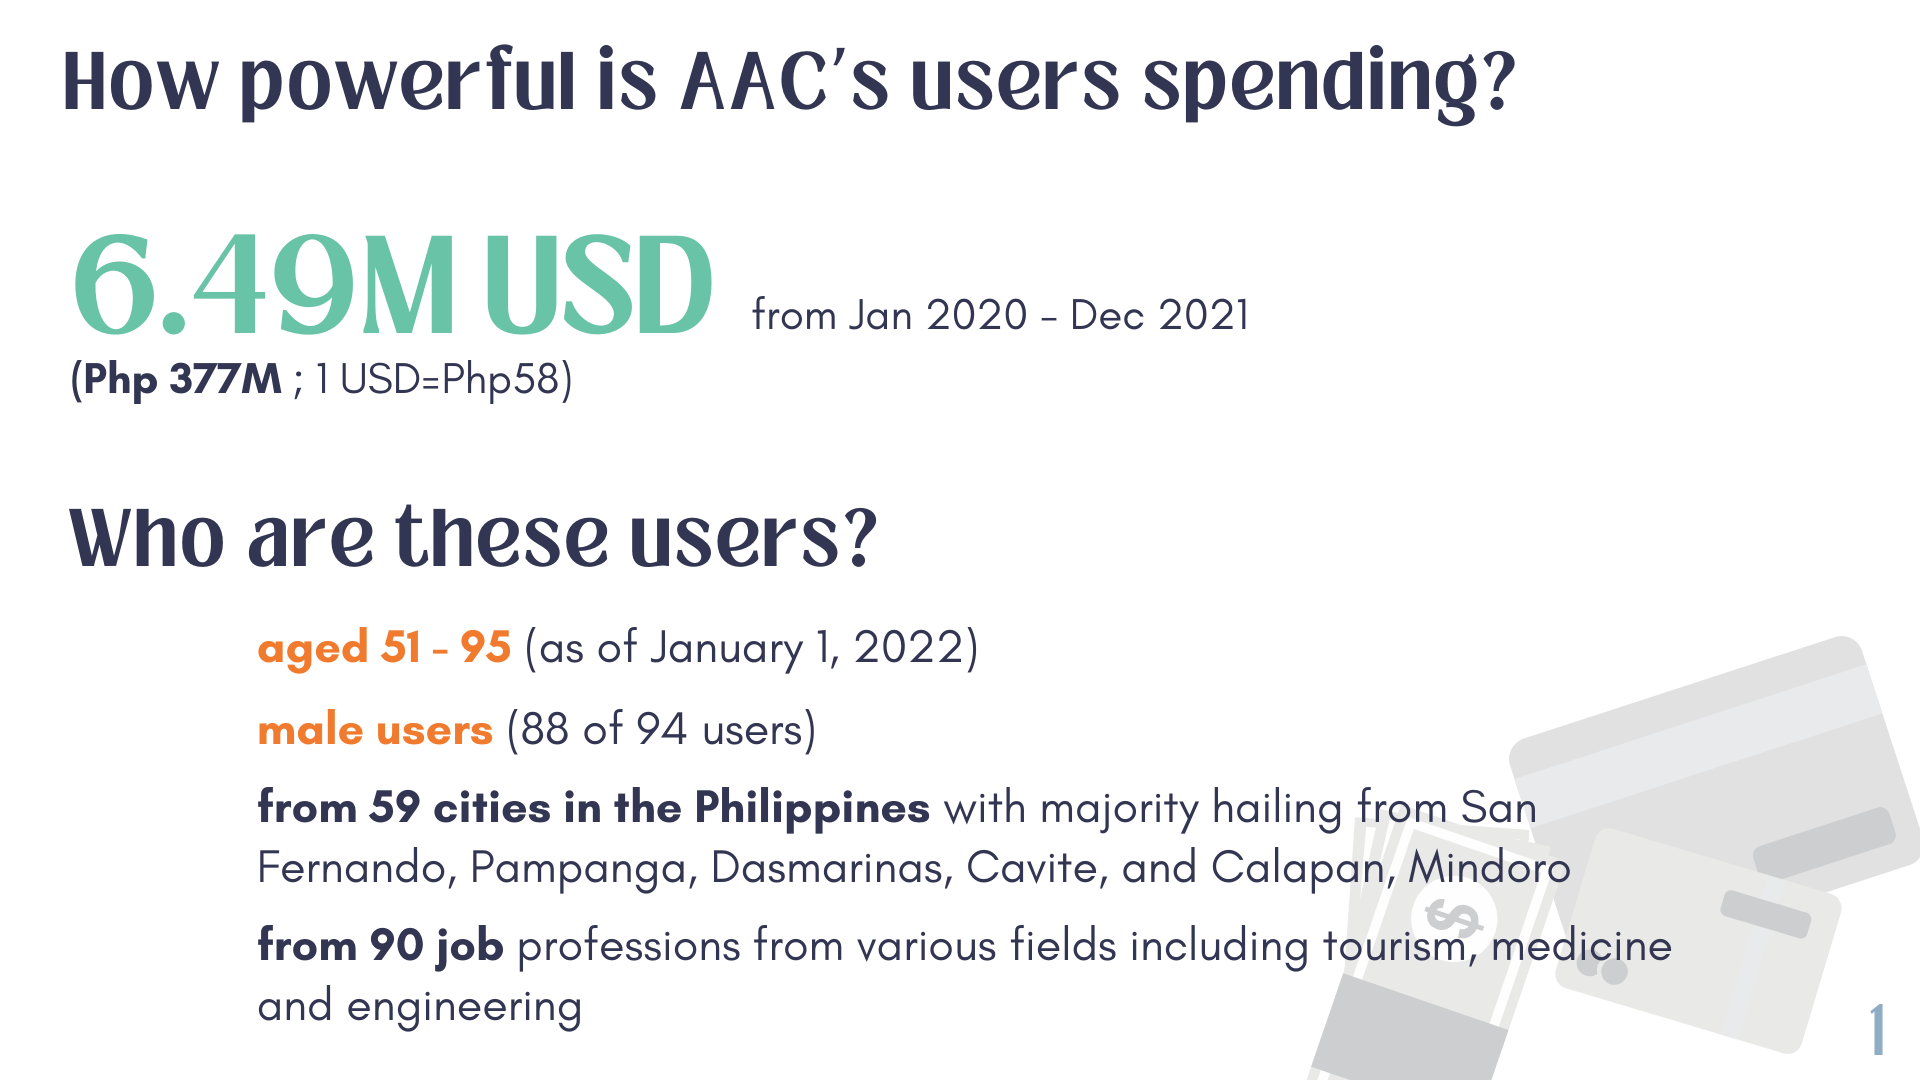 How powerful is AAC's users spending?
6.49M USD from Jan 2020 - Dec 2021
(Php 377M ; 1 USD=Php58)
Who are these users?
aged 51 - 95 (as of January 1, 2022)
male users (88 of 94 users)
from 59 cities in the Philippines with majority hailing from San
Fernando, Pampanga, Dasmarinas, Cavite, and Calapan, Mindoro
from 90 job professions from various fields including tourism, medicine
and engineering
$
1